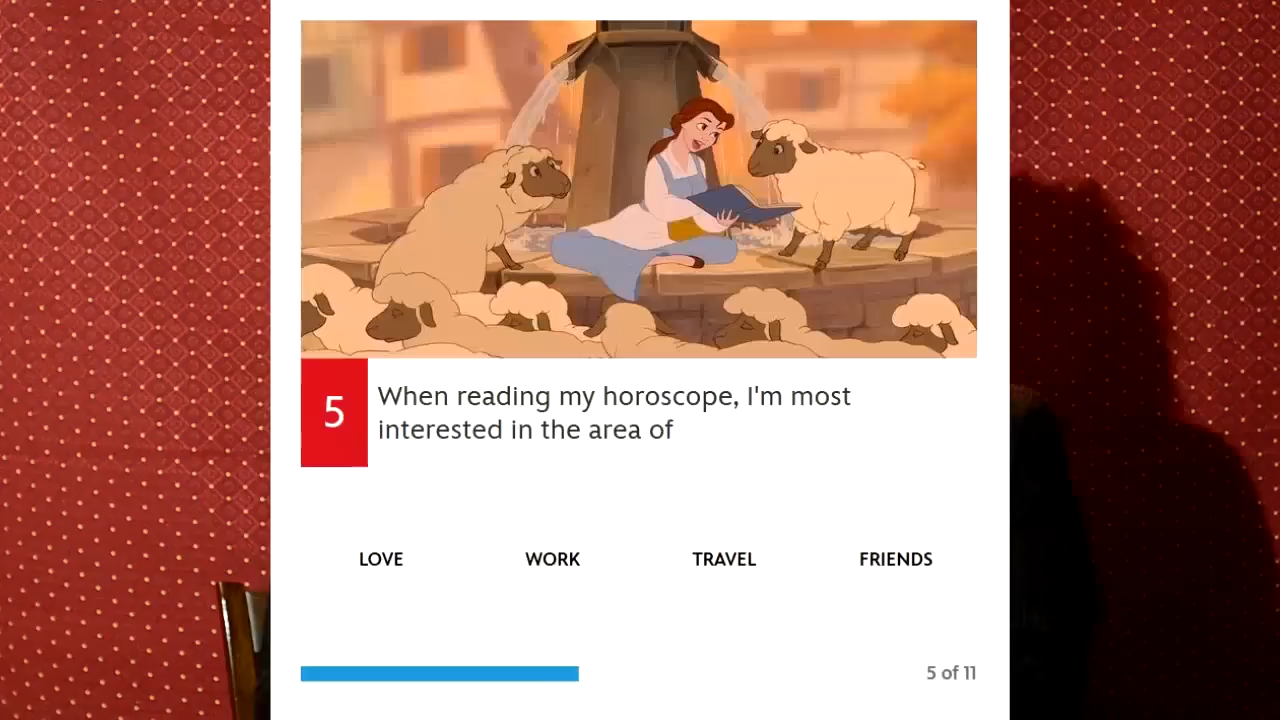 5
When reading my horoscope, I'm most
interested in the area of
LOVE WORK TRAVEL FRIENDS
5 of 11